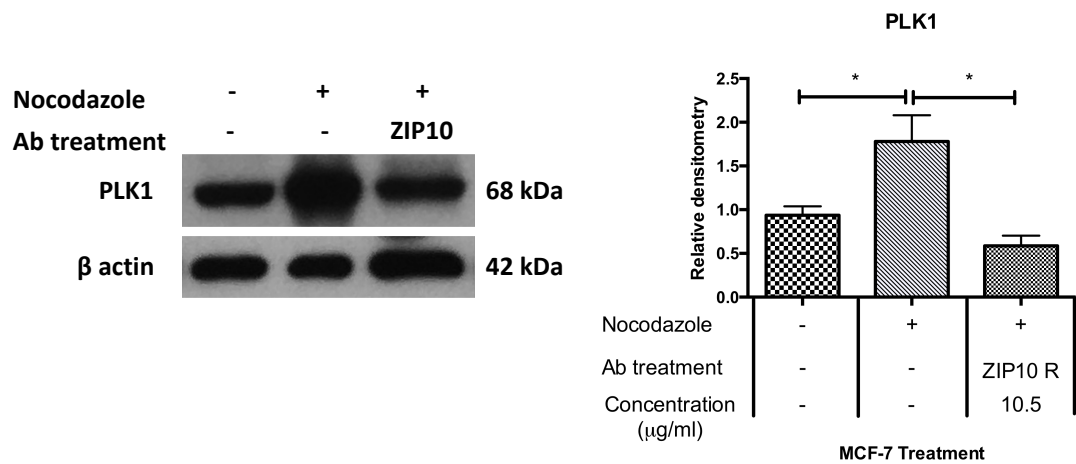 Nocodazole - + +
Ab treatment - - ZIP10
PLK1 68 kDa
β actin 42 kDa
PLK1
* *
2.5
2.0
1.5
1.0
0.5
0.0
Relative densitometry
Nocodazole - + +
Ab treatment - - ZIP10 R
Concentration - - 10.5
(µg/ml)
MCF-7 Treatment